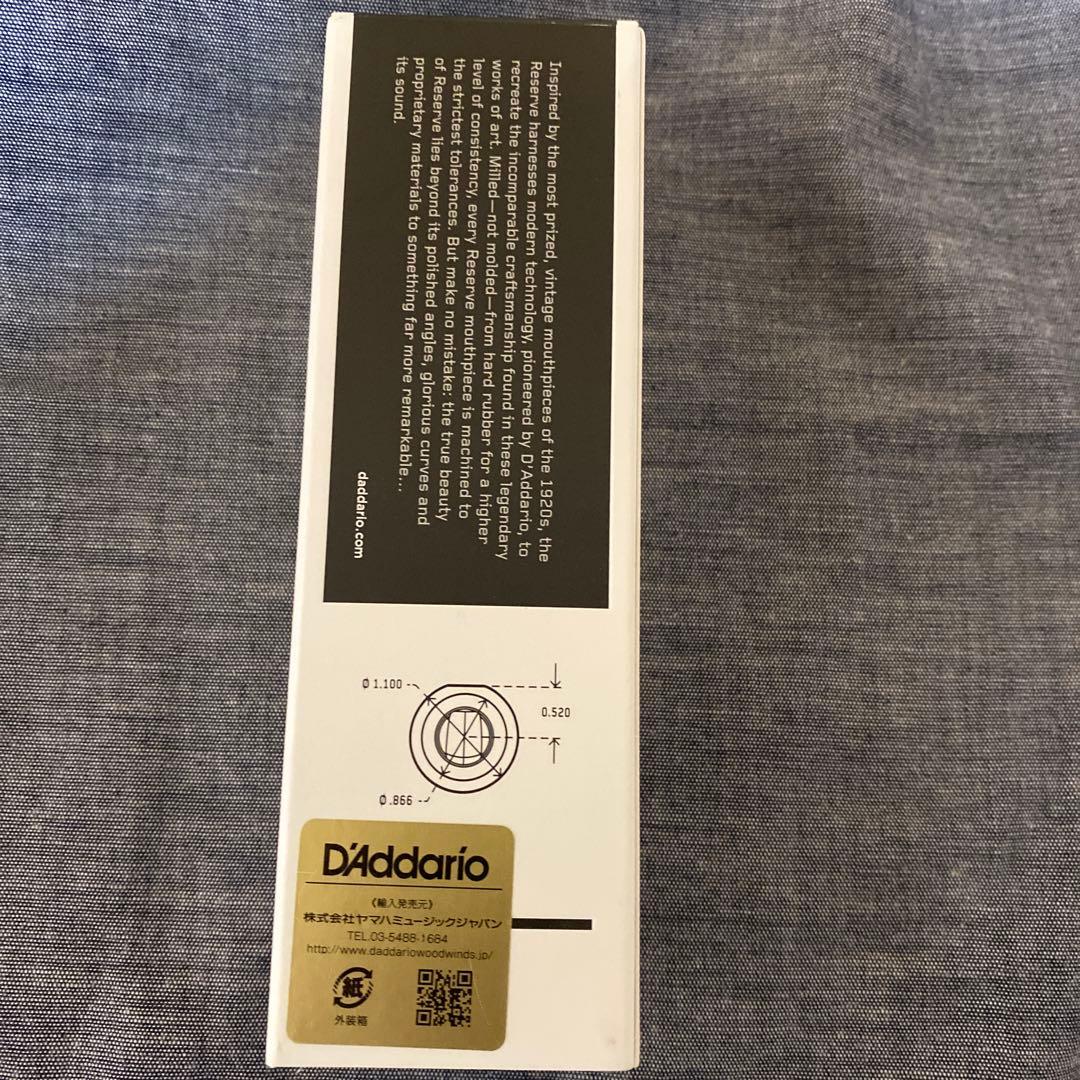 Inspired by the most prized, vintage mouthpieces of the 1920s, the
Reserve harnesses modern technology, pioneered by D'Addario, to
recreate the incomparable craftsmanship found in these legendary
works of art. Milled—not molded—from hard rubber for a higher
level of consistency, every Reserve mouthpiece is machined to
the strictest tolerances. But make no mistake: the true beauty
of Reserve lies beyond its polished angles, glorious curves and
proprietary materials to something far more remarkable...
its sound.
daddario.com
Ø 1.100
0.520
Ø .866
D'Addario
《輸入発売元》
株式会社ヤマハミュージックジャパン
TEL.03-5488-1684
http://www.daddariowoodwinds.jp/
紙
外装箱